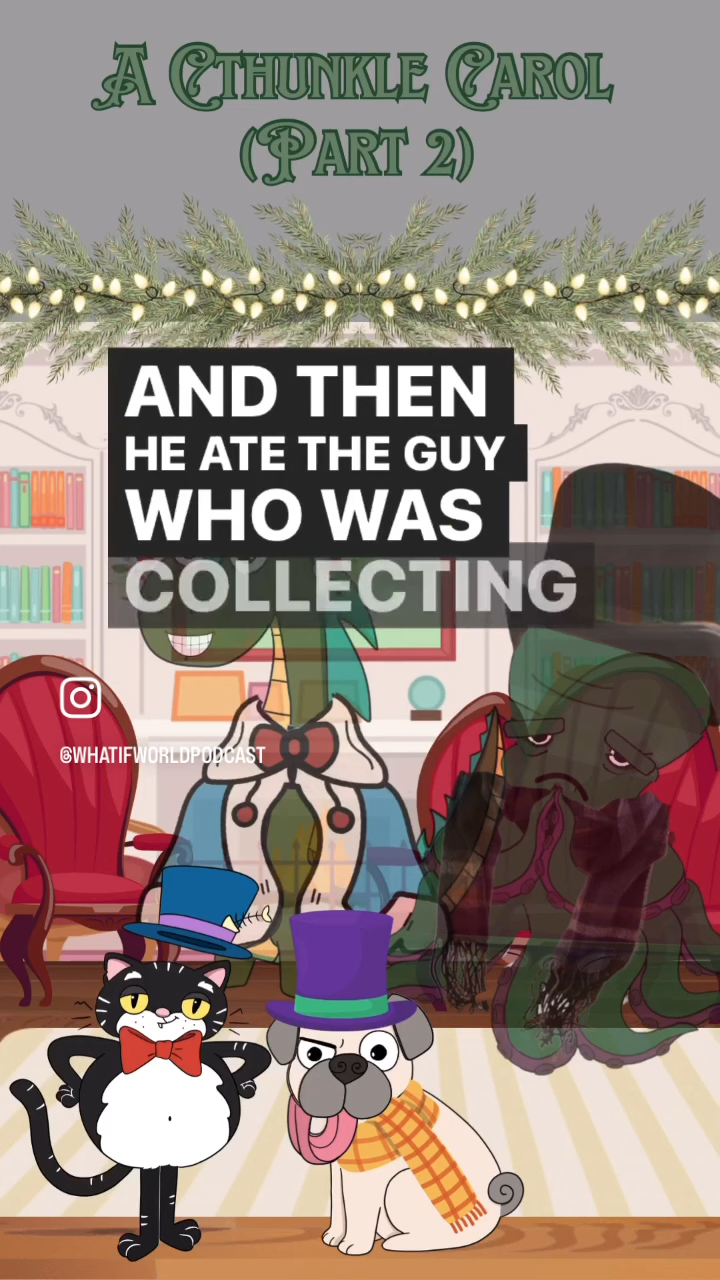 A CTHUNKLE CAROL
(PART 2)
AND THEN
HE ATE THE GUY
WHO WAS
COLLECTING
@WHATIFWORLDPODCAST